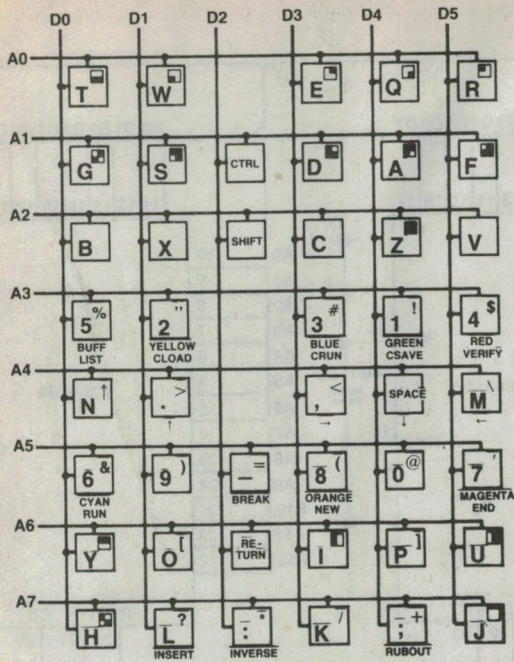 D0 D1 D2 D3 D4 D5
A0
T W E Q R
A1
G S CTRL D A F
A2
B X SHIFT C Z V
A3
5 % 2 " 3 # 1 ! 4 $
BUFF YELLOW BLUE GREEN RED
LIST CLOAD CRUN CSAVE VERIFY
A4
N ↑ . > , < SPACE M \
↑ → ↓ ←
A5
6 & 9 ) – = 8 ( 0 @ 7 '
CYAN BREAK ORANGE MAGENTA
RUN NEW END
A6
Y O [ RE-
TURN I P ] U
A7
H L ? : * K / ; + J ^
INSERT INVERSE RUBOUT